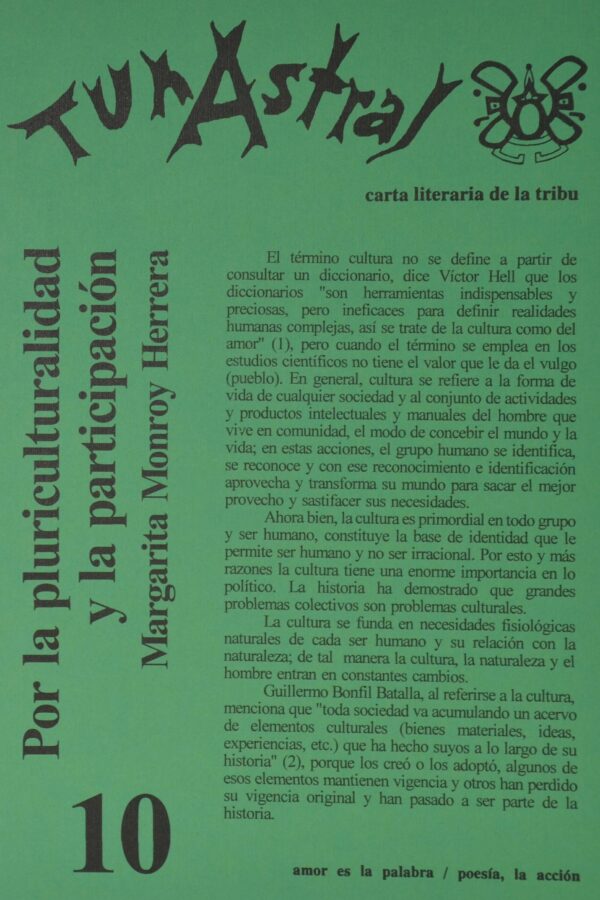 TunAstral
carta literaria de la tribu
Por la pluriculturalidad
y la participación
Margarita Monroy Herrera
El término cultura no se define a partir de
consultar un diccionario, dice Víctor Hell que los
diccionarios "son herramientas indispensables y
preciosas, pero ineficaces para definir realidades
humanas complejas, así se trate de la cultura como del
amor" (1), pero cuando el término se emplea en los
estudios científicos no tiene el valor que le da el vulgo
(pueblo). En general, cultura se refiere a la forma de
vida de cualquier sociedad y al conjunto de actividades
y productos intelectuales y manuales del hombre que
vive en comunidad, el modo de concebir el mundo y la
vida; en estas acciones, el grupo humano se identifica,
se reconoce y con ese reconocimiento e identificación
aprovecha y transforma su mundo para sacar el mejor
provecho y sastifacer sus necesidades.
Ahora bien, la cultura es primordial en todo grupo
y ser humano, constituye la base de identidad que le
permite ser humano y no ser irracional. Por esto y más
razones la cultura tiene una enorme importancia en lo
político. La historia ha demostrado que grandes
problemas colectivos son problemas culturales.
La cultura se funda en necesidades fisiológicas
naturales de cada ser humano y su relación con la
naturaleza; de tal manera la cultura, la naturaleza y el
hombre entran en constantes cambios.
Guillermo Bonfil Batalla, al referirse a la cultura,
menciona que "toda sociedad va acumulando un acervo
de elementos culturales (bienes materiales, ideas,
experiencias, etc.) que ha hecho suyos a lo largo de su
historia" (2), porque los creó o los adoptó, algunos de
esos elementos mantienen vigencia y otros han perdido
su vigencia original y han pasado a ser parte de la
historia.
10
amor es la palabra / poesía, la acción